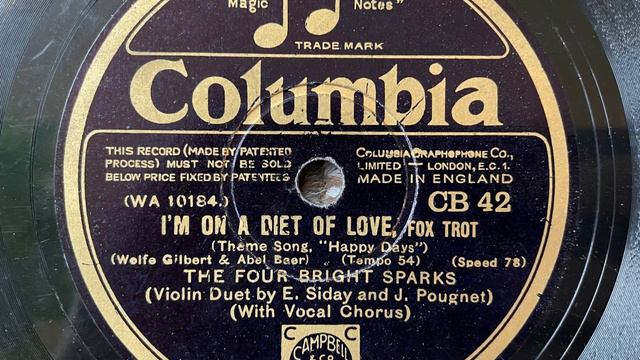 Magic Notes"
TRADE MARK
Columbia
THIS RECORD (MADE BY PATENTED
PROCESS) MUST NOT BE SOLD
BELOW PRICE FIXED BY PATENTEES
COLUMBIA GRAPHOPHONE CO.,
LIMITED — LONDON, E.C.1.
MADE IN ENGLAND
(WA 10184.)
CB 42
I'M ON A DIET OF LOVE, FOX TROT
(Theme Song, "Happy Days")
(Wolfe Gilbert & Abel Baer) (Tempo 54) (Speed 78)
THE FOUR BRIGHT SPARKS
(Violin Duet by E. Siday and J. Pougnet)
(With Vocal Chorus)
C C
CAMPBELL
& CO